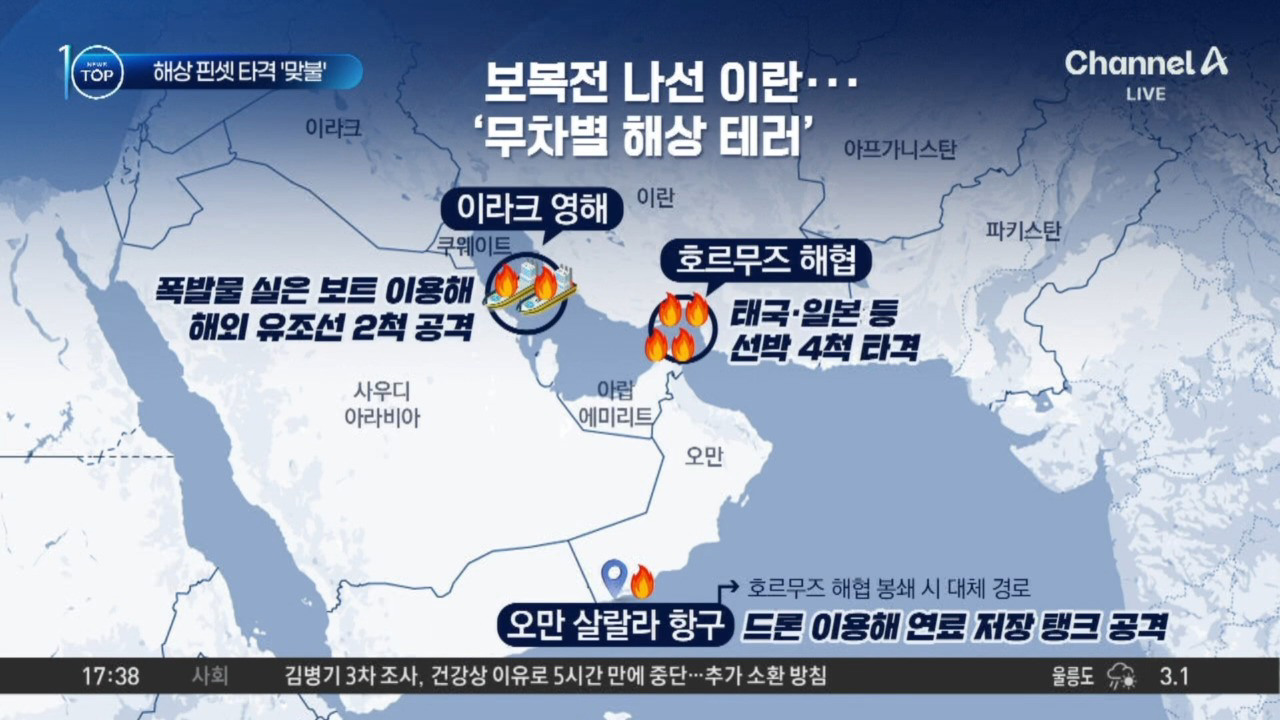 10
NEWS
TOP
해상 핀셋 타격 '맞불'
보복전 나선 이란…
'무차별 해상 테러'
Channel A
LIVE
이라크
아프가니스탄
이란
파키스탄
이라크 영해
쿠웨이트
호르무즈 해협
폭발물 실은 보트 이용해
해외 유조선 2척 공격
태국·일본 등
선박 4척 타격
사우디
아라비아
아랍
에미리트
오만
호르무즈 해협 봉쇄 시 대체 경로
오만 살랄라 항구
드론 이용해 연료 저장 탱크 공격
17:38 사회 김병기 3차 조사, 건강상 이유로 5시간 만에 중단…추가 소환 방침 울릉도 3.1